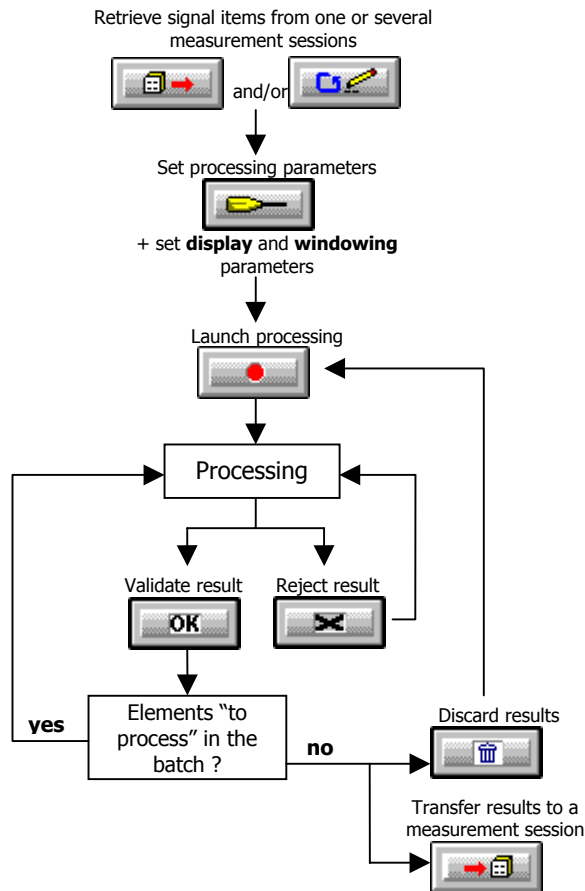 Retrieve signal items from one or several
measurement sessions
and/or
Set processing parameters
+ set display and windowing
parameters
Launch processing
Processing
Validate result
Reject result
OK
yes
Elements “to
process” in the
batch ?
no
Discard results
Transfer results to a
measurement session